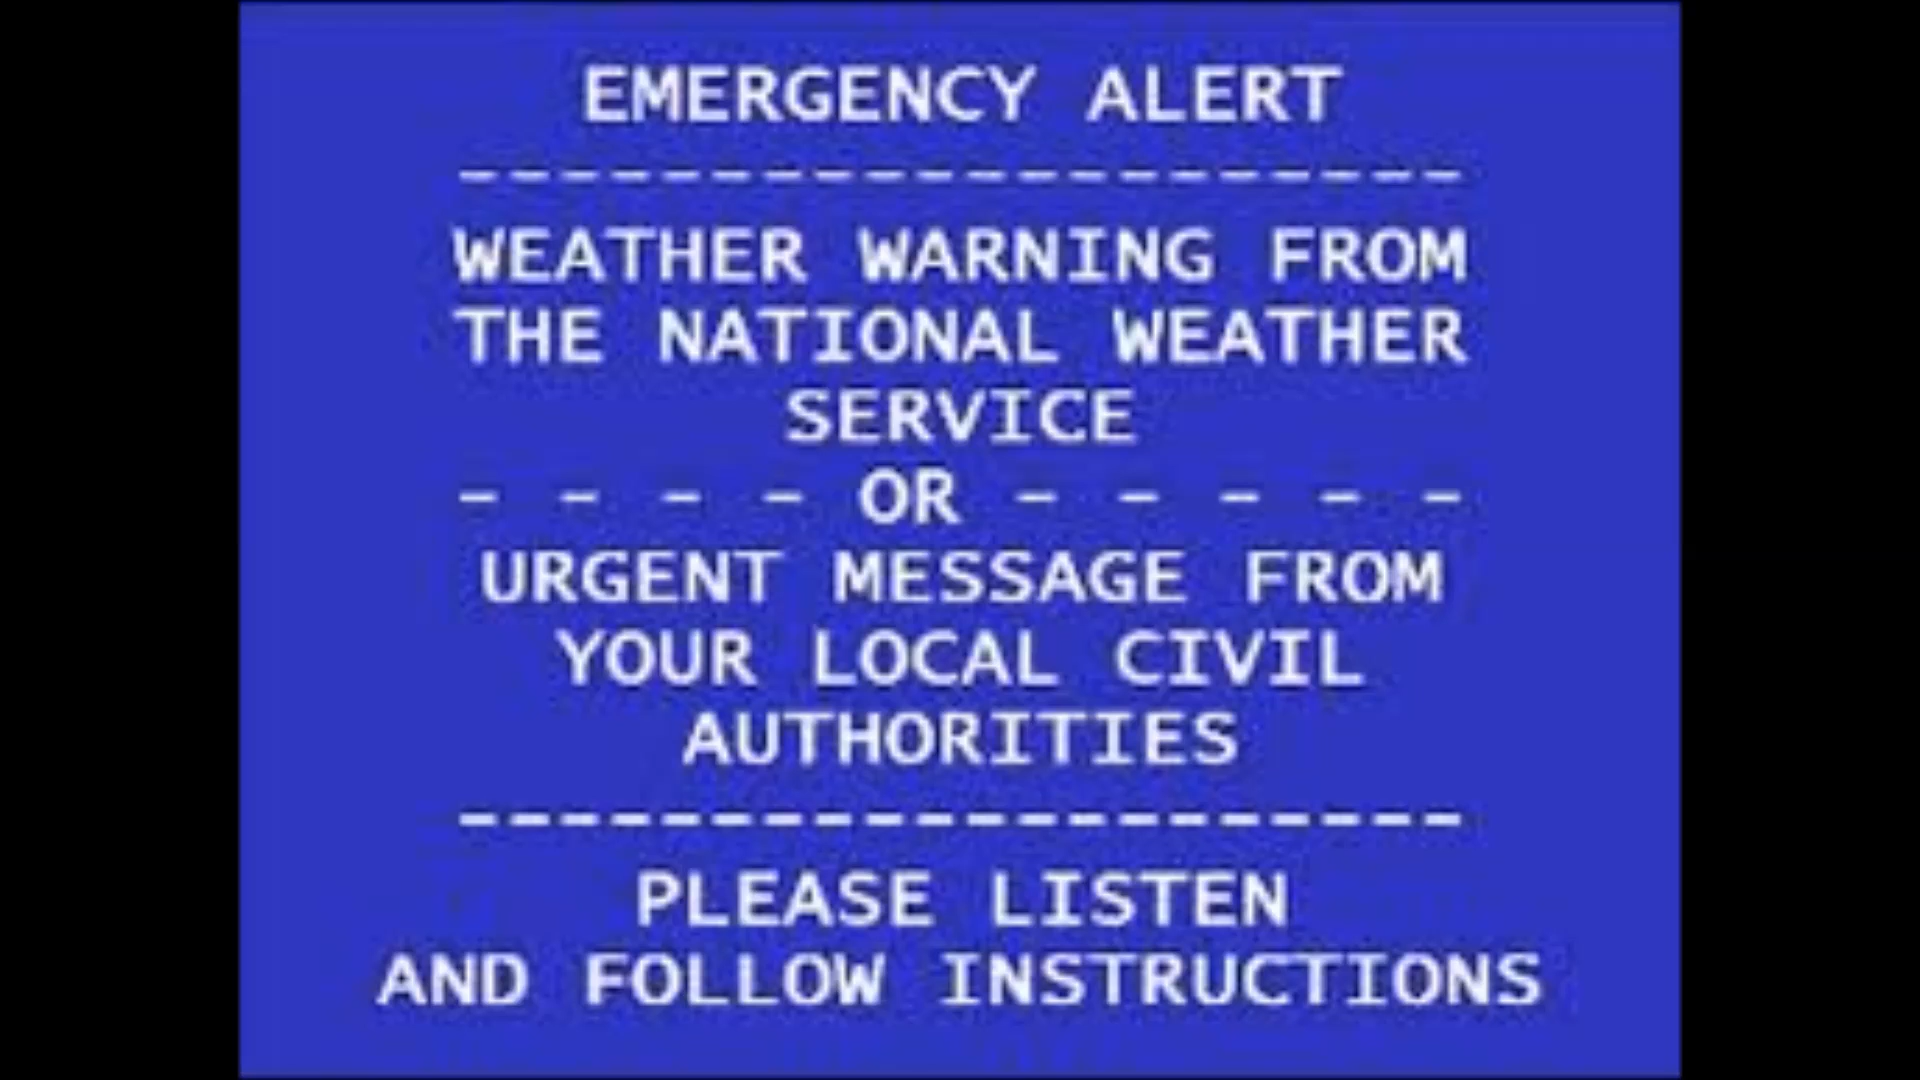 EMERGENCY ALERT
--------------------
WEATHER WARNING FROM
THE NATIONAL WEATHER
SERVICE
- - - - OR - - - - -
URGENT MESSAGE FROM
YOUR LOCAL CIVIL
AUTHORITIES
--------------------
PLEASE LISTEN
AND FOLLOW INSTRUCTIONS